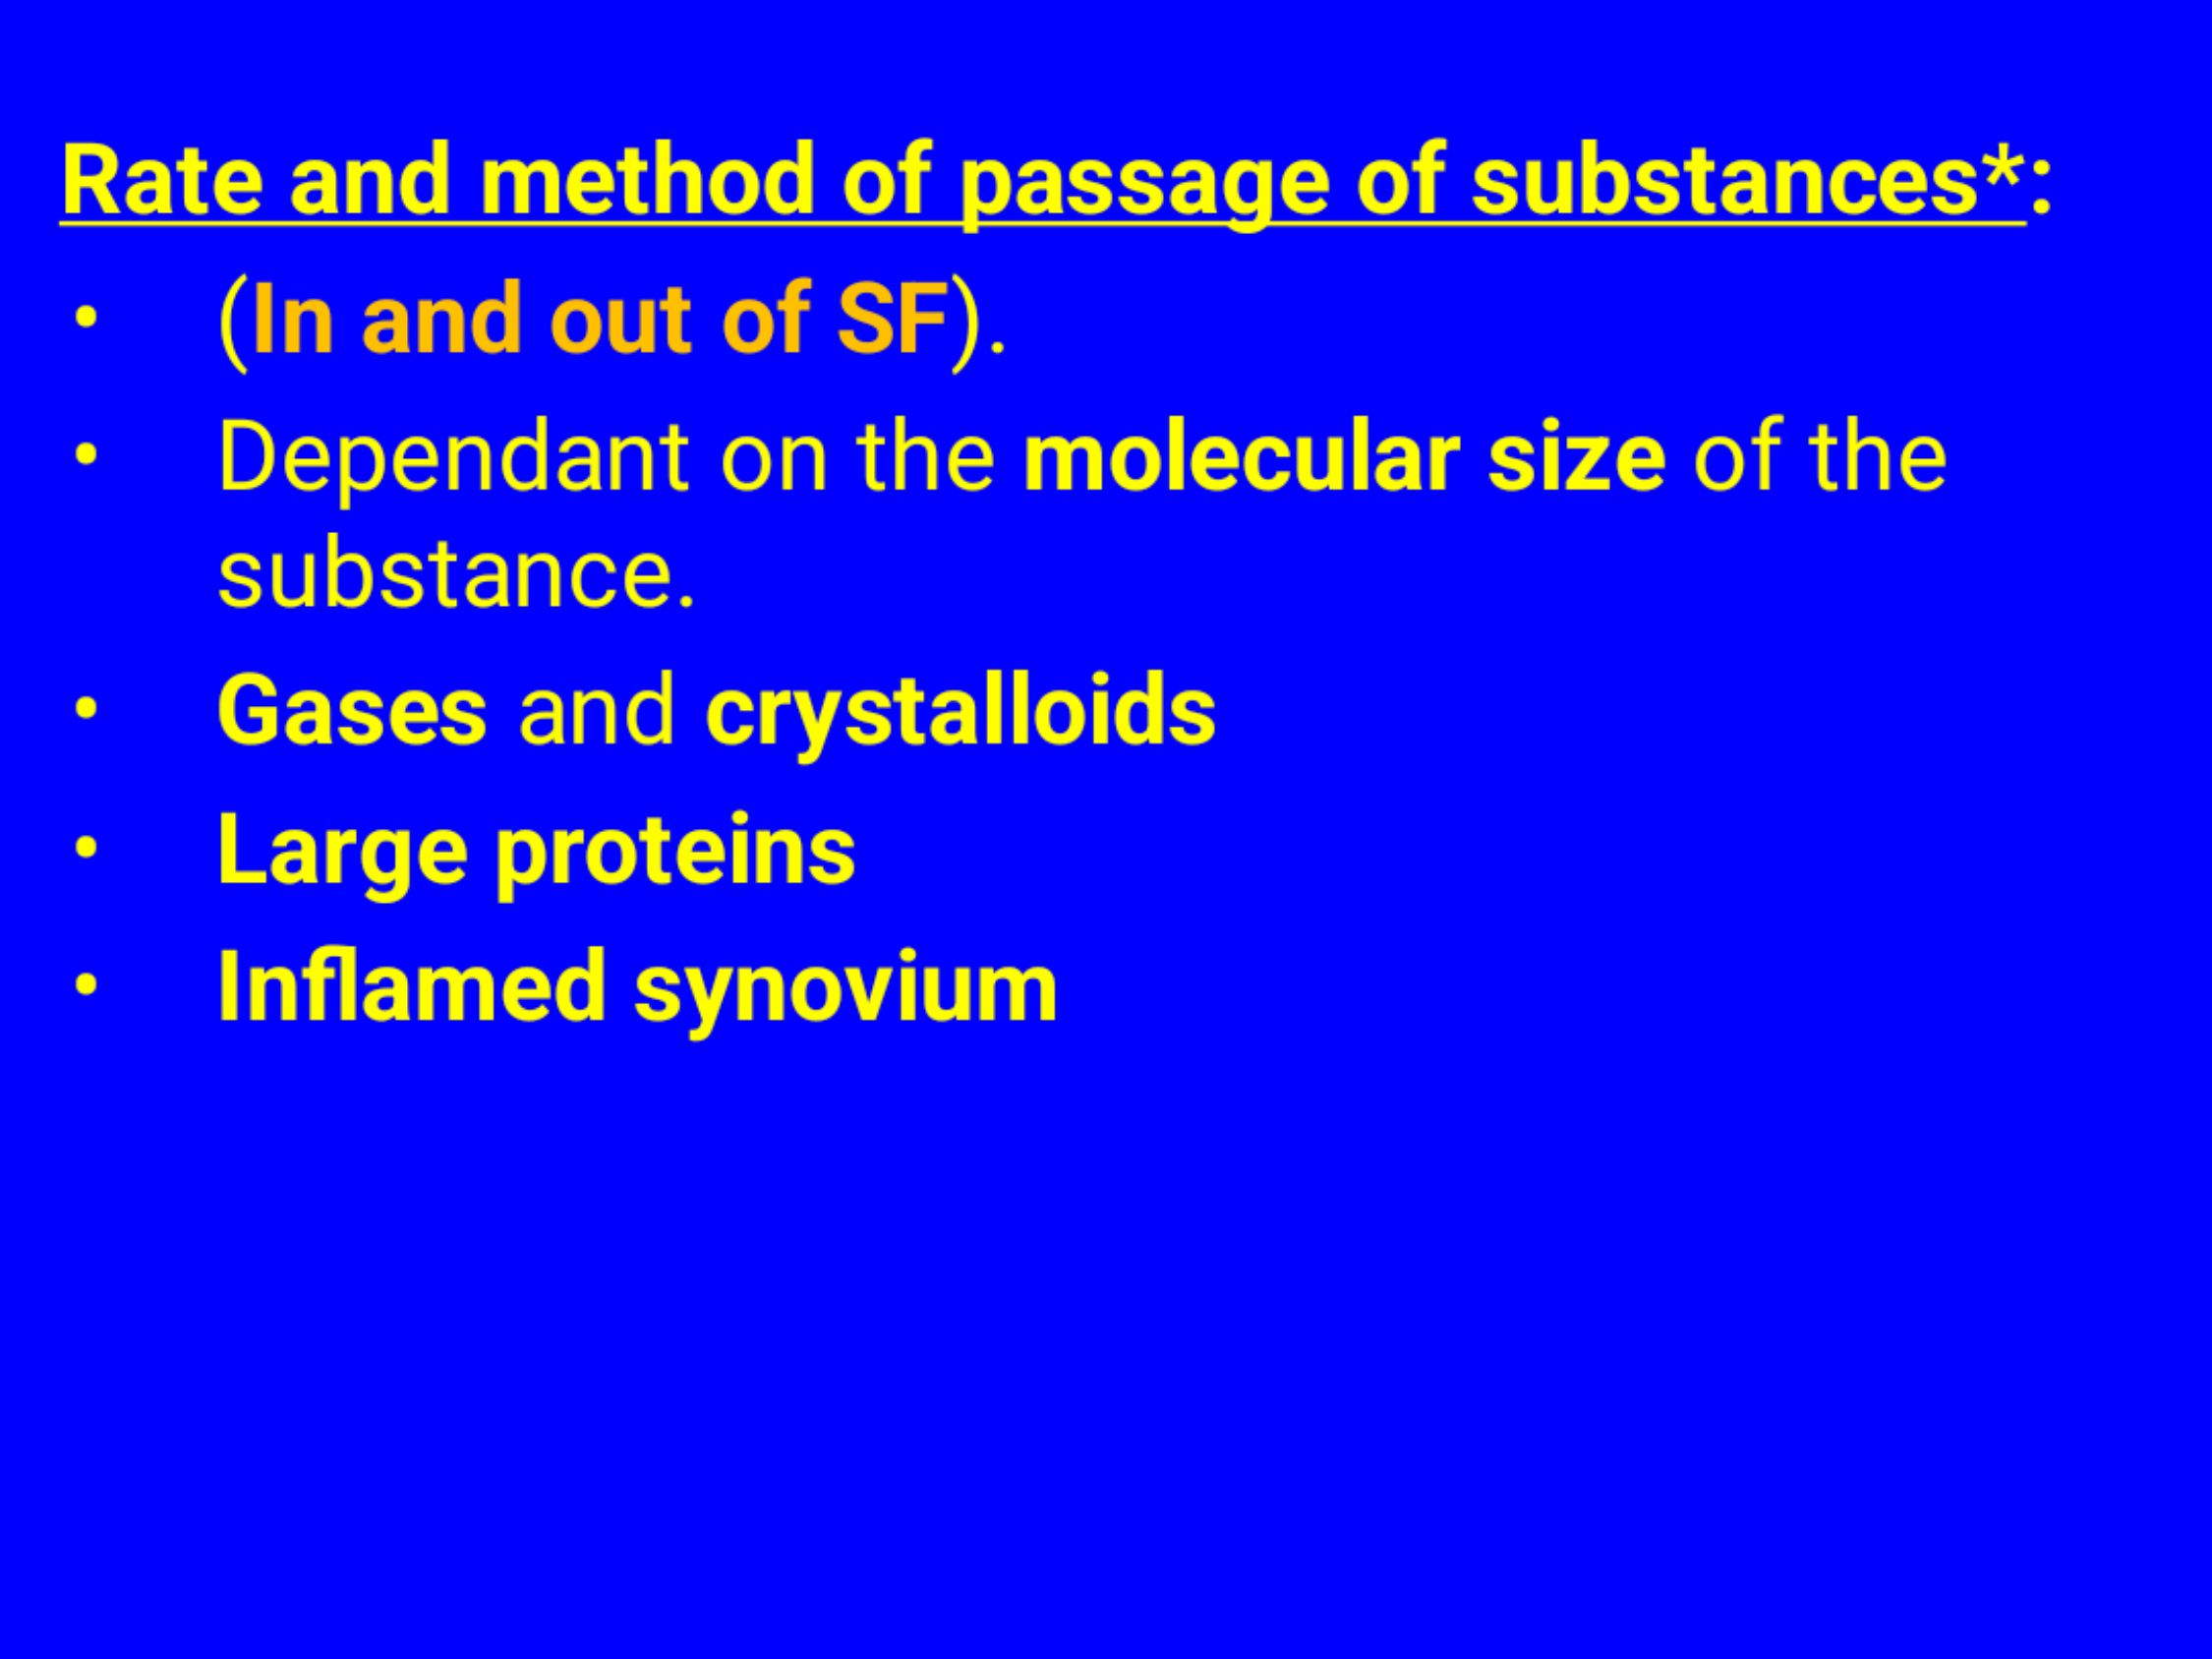 Rate and method of passage of substances*:
• (In and out of SF).
• Dependant on the molecular size of the
substance.
• Gases and crystalloids
• Large proteins
• Inflamed synovium